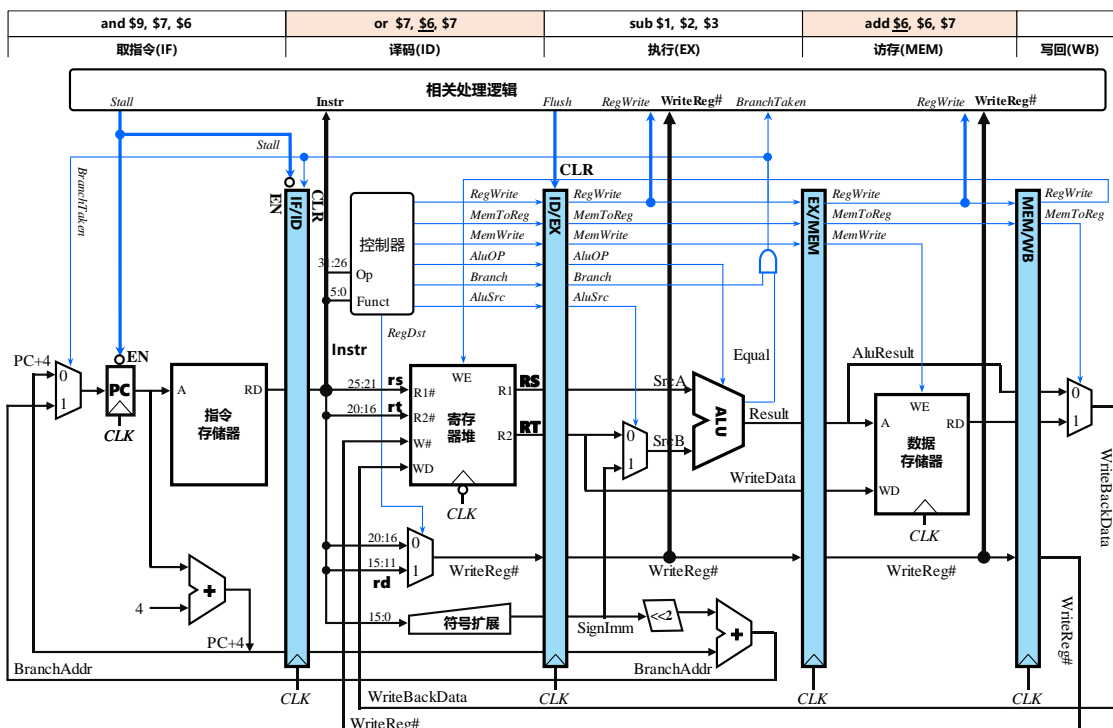 and $9, $7, $6
or $7, $6, $7
sub $1, $2, $3
add $6, $6, $7
取指令(IF)
译码(ID)
执行(EX)
访存(MEM)
写回(WB)
相关处理逻辑
Stall
Instr
Flush
RegWrite
WriteReg#
BranchTaken
RegWrite
WriteReg#
Stall
BranchTaken
EN
CLR
IF/ID
CLR
ID/EX
EX/MEM
MEM/WB
RegWrite
RegWrite
RegWrite
RegWrite
MemToReg
MemToReg
MemToReg
MemToReg
MemWrite
MemWrite
MemWrite
AluOP
AluOP
Branch
Branch
AluSrc
AluSrc
控制器
31:26
Op
5:0
Funct
RegDst
PC+4
0
1
EN
PC
CLK
A
RD
指令
存储器
Instr
25:21
rs
20:16
rt
R1#
R2#
W#
WD
WE
寄存
器堆
R1
R2
CLK
RS
RT
0
1
SrcA
SrcB
ALU
Equal
Result
WriteData
AluResult
WE
A
RD
WD
数据
存储器
CLK
0
1
WriteBackData
20:16
15:11
rd
0
1
WriteReg#
WriteReg#
WriteReg#
WriteReg#
4
+
PC+4
15:0
符号扩展
SignImm
<<2
+
BranchAddr
BranchAddr
CLK
CLK
CLK
CLK
WriteBackData
WriteReg#